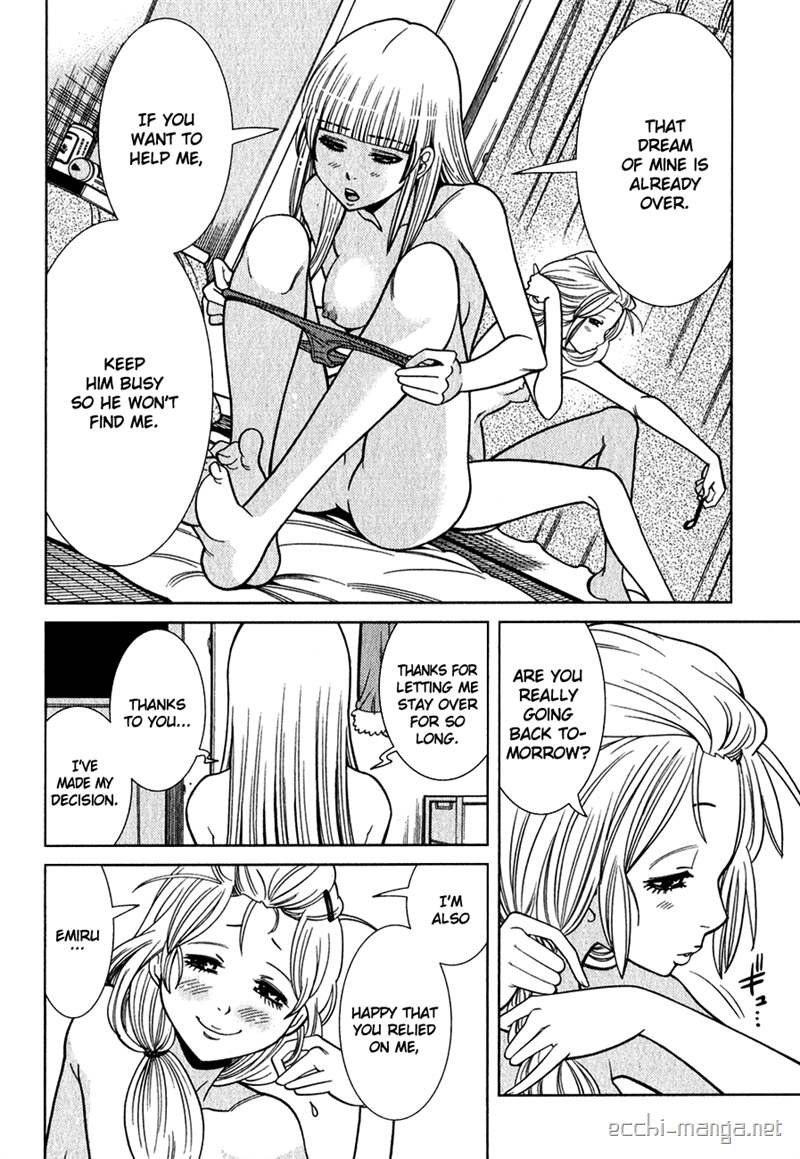 THAT
DREAM
OF MINE IS
ALREADY
OVER.
IF YOU
WANT TO
HELP ME,
KEEP
HIM BUSY
SO HE WON'T
FIND ME.
ARE YOU
REALLY
GOING
BACK TO-
MORROW?
ギュ...
THANKS FOR
LETTING ME
STAY OVER
FOR SO
LONG.
THANKS
TO YOU...
I'VE
MADE MY
DECISION.
I'M
ALSO
HAPPY THAT
YOU RELIED
ON ME,
EMIRU
...
ecchi-manga.net